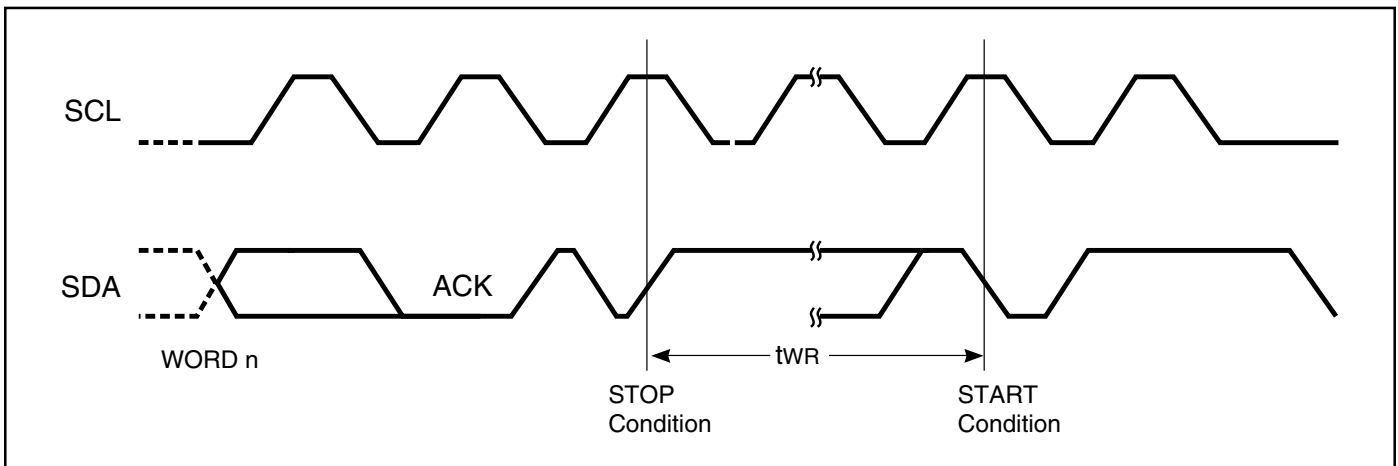 SCL
SDA
ACK
WORD n
tWR
STOP
Condition
START
Condition